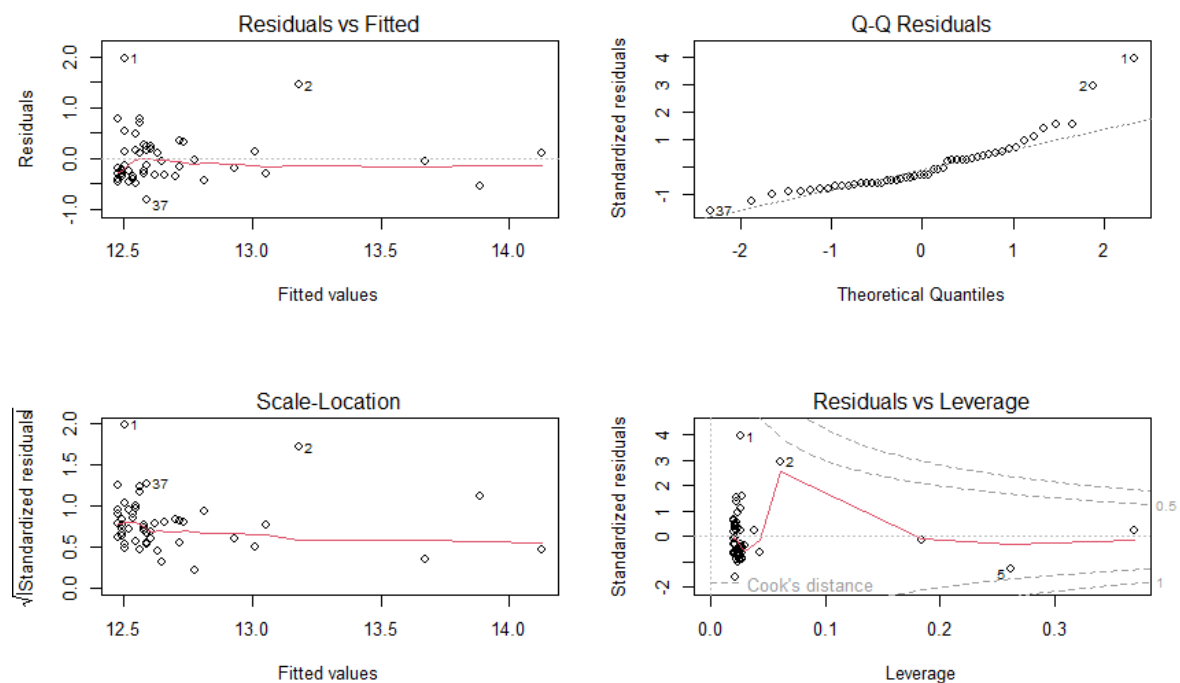 Residuals vs Fitted
Residuals
2.0
1.0
0.0
-1.0
1
2
37
12.5 13.0 13.5 14.0
Fitted values
Q-Q Residuals
Standardized residuals
4
3
2
1
-1
1
2
37
-2 -1 0 1 2
Theoretical Quantiles
Scale-Location
√|Standardized residuals|
2.0
1.5
1.0
0.5
0.0
1
2
37
12.5 13.0 13.5 14.0
Fitted values
Residuals vs Leverage
Standardized residuals
4
3
2
1
0
-2
1
2
5
0.5
1
Cook's distance
0.0 0.1 0.2 0.3
Leverage